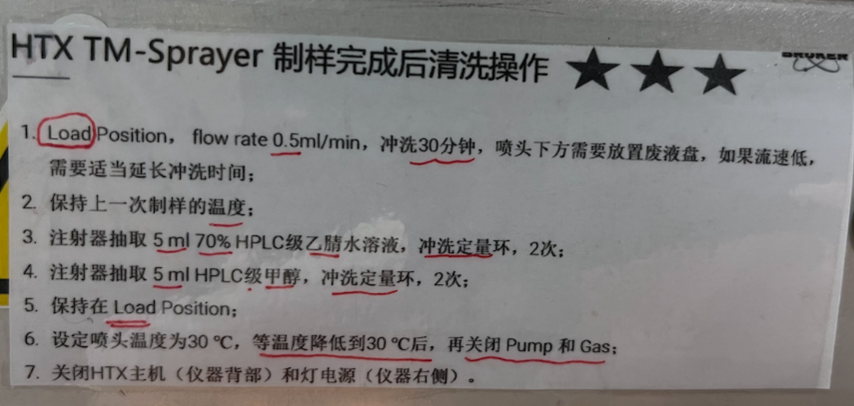 HTX TM-Sprayer 制样完成后清洗操作 ★ ★ ★
BRUKER
1. Load Position， flow rate 0.5ml/min，冲洗30分钟，喷头下方需要放置废液盘，如果流速低，
需要适当延长冲洗时间；
2. 保持上一次制样的温度；
3. 注射器抽取 5 ml 70% HPLC级乙腈水溶液，冲洗定量环，2次；
4. 注射器抽取 5 ml HPLC级甲醇，冲洗定量环，2次；
5. 保持在 Load Position；
6. 设定喷头温度为30 ℃，等温度降低到30 ℃后，再关闭 Pump 和 Gas；
7. 关闭HTX主机（仪器背部）和灯电源（仪器右侧）。